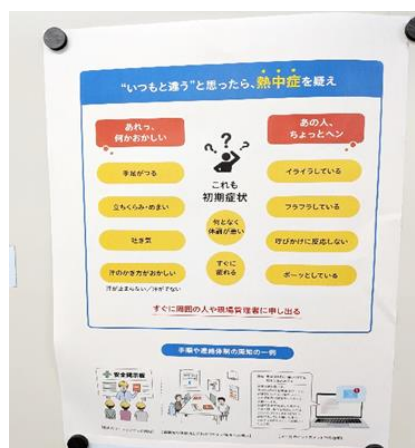 “いつもと違う”と思ったら、熱中症を疑え
あれっ、
何かおかしい
手足がつる
立ちくらみ・めまい
吐き気
汗のかき方がおかしい
汗が止まらない/汗がでない
これも
初期症状
何となく
体調が悪い
すぐに
疲れる
あの人、
ちょっとヘン
イライラしている
フラフラしている
呼びかけに反応しない
ボーッとしている
すぐに周囲の人や現場管理者に申し出る
手順や連絡体制の周知の一例
安全掲示板